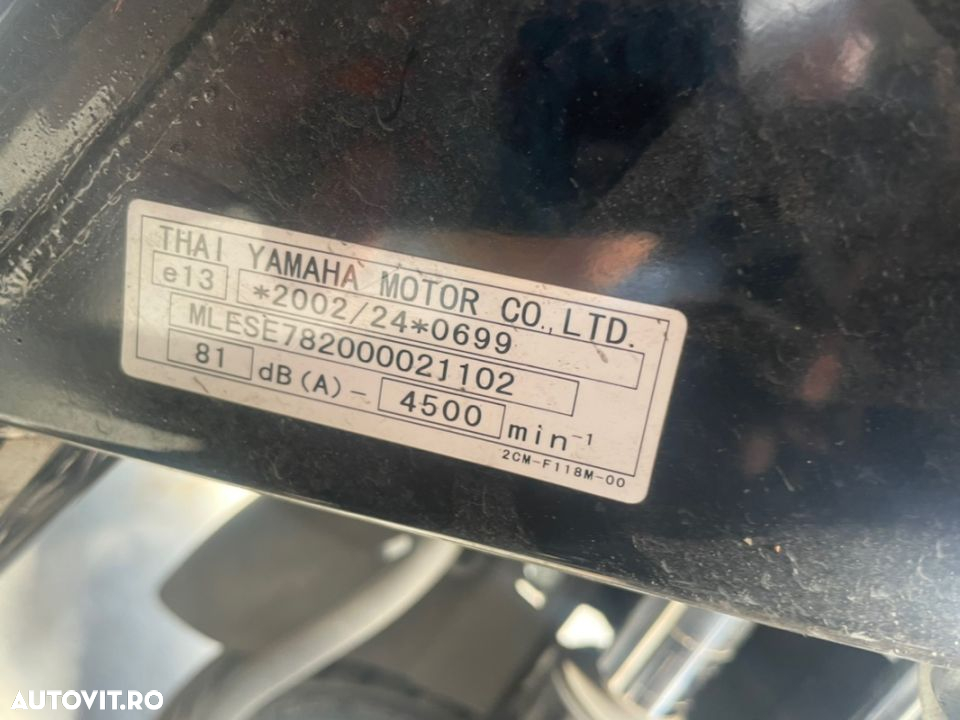 THAI YAMAHA MOTOR CO.,LTD.
e13 *2002/24*0699
MLESE782000021102
81 dB(A)- 4500 min-1
2CM-F118M-00
AUTOVIT.RO